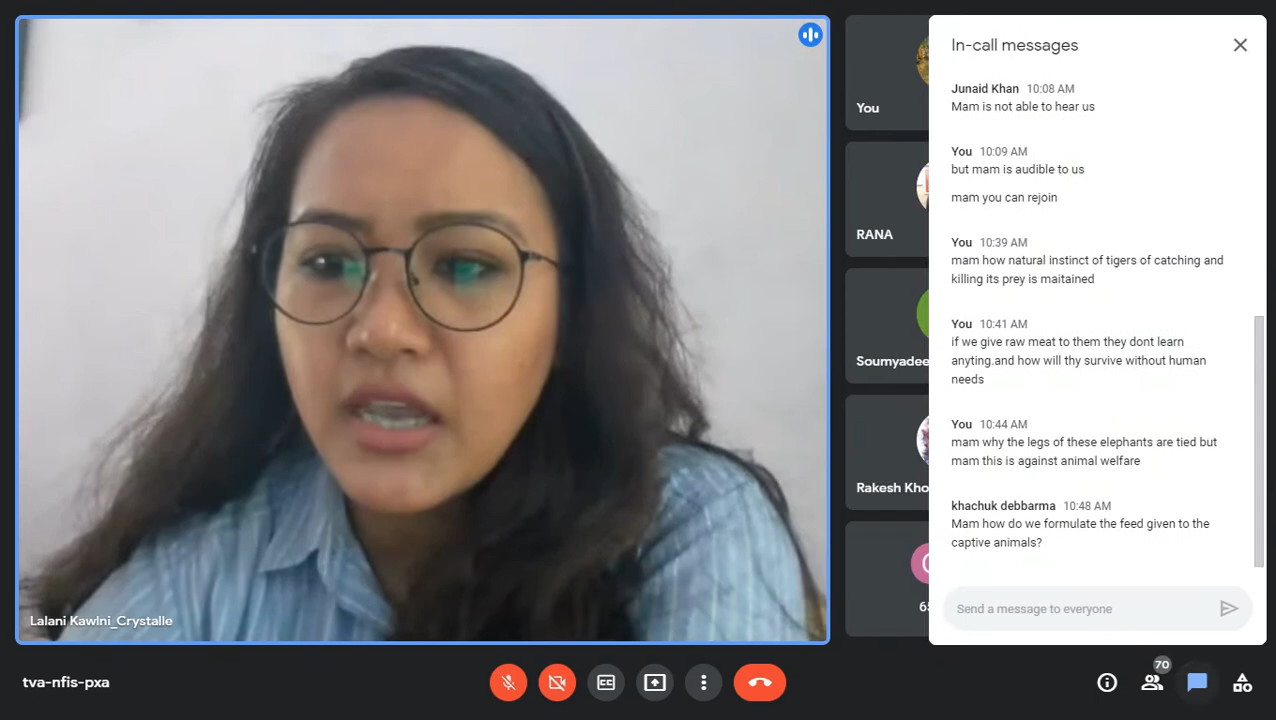 In-call messages
Junaid Khan 10:08 AM
Mam is not able to hear us
You 10:09 AM
but mam is audible to us
mam you can rejoin
You 10:39 AM
mam how natural instinct of tigers of catching and
killing its prey is maitained
You 10:41 AM
if we give raw meat to them they dont learn
anyting.and how will thy survive without human
needs
You 10:44 AM
mam why the legs of these elephants are tied but
mam this is against animal welfare
khachuk debbarma 10:48 AM
Mam how do we formulate the feed given to the
captive animals?
Send a message to everyone
You
RANA
Soumyadee
Rakesh Kho
Lalani Kawlni_Crystalle
tva-nfis-pxa
CC
70